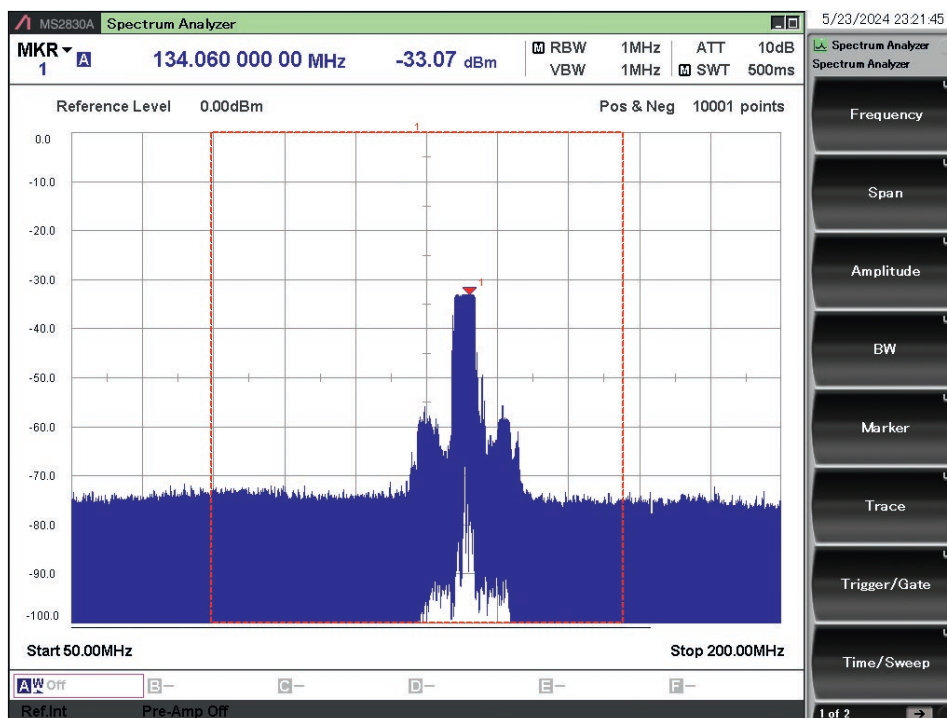 MS2830A Spectrum Analyzer
5/23/2024 23:21:45
MKR 1 A 134.060 000 00 MHz -33.07 dBm
M RBW 1MHz ATT 10dB
VBW 1MHz M SWT 500ms
Reference Level 0.00dBm Pos & Neg 10001 points
1
0.0
-10.0
-20.0
-30.0
1
-40.0
-50.0
-60.0
-70.0
-80.0
-90.0
-100.0
Start 50.00MHz Stop 200.00MHz
A W Off B- C- D- E- F-
Ref.Int Pre-Amp Off
Spectrum Analyzer
Spectrum Analyzer
Frequency
Span
Amplitude
BW
Marker
Trace
Trigger/Gate
Time/Sweep
1 of 2 →